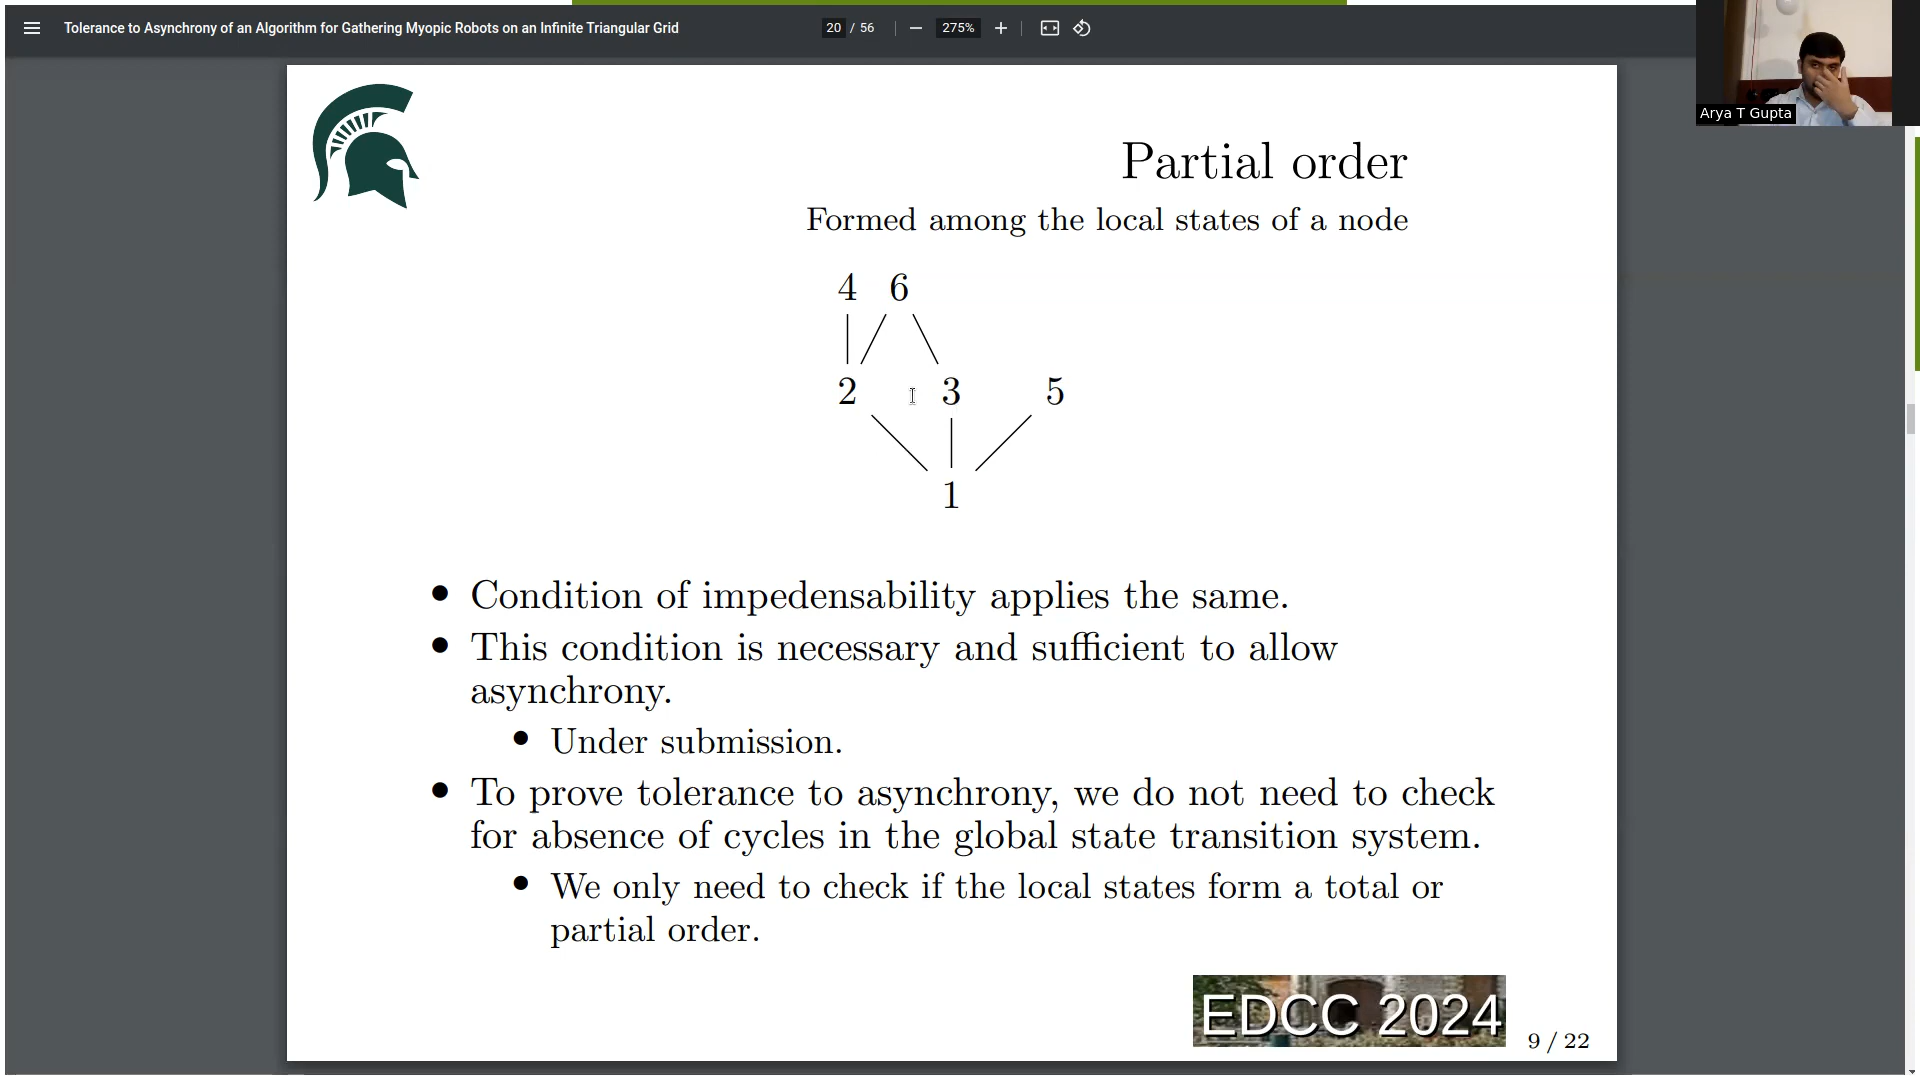 Tolerance to Asynchrony of an Algorithm for Gathering Myopic Robots on an Infinite Triangular Grid
20 / 56
275%
Arya T Gupta
Partial order
Formed among the local states of a node
4 6
2 3 5
1
• Condition of impedensability applies the same.
• This condition is necessary and sufficient to allow
asynchrony.
• Under submission.
• To prove tolerance to asynchrony, we do not need to check
for absence of cycles in the global state transition system.
• We only need to check if the local states form a total or
partial order.
EDCC 2024
9 / 22